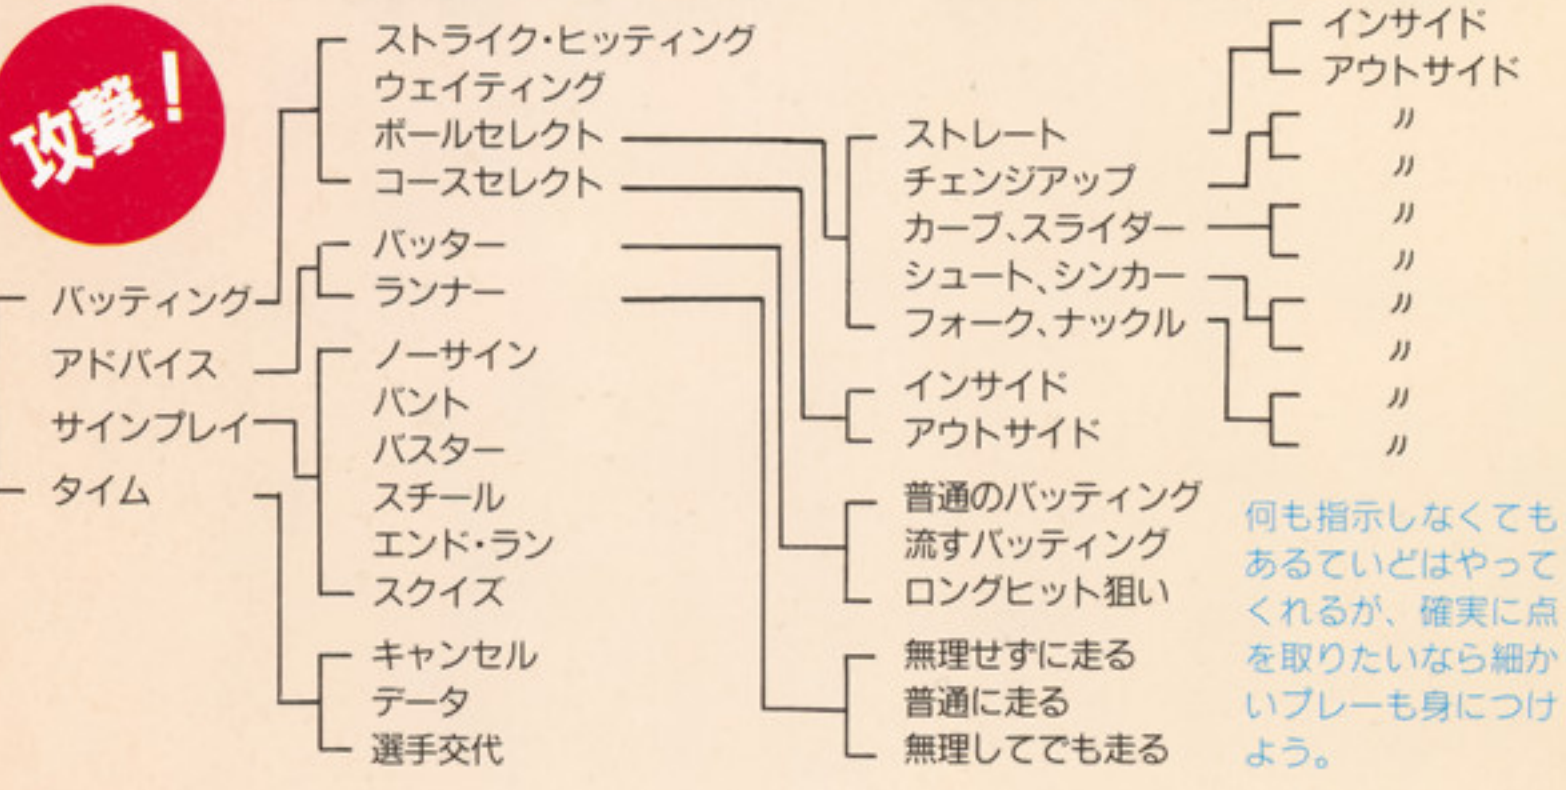 攻撃!
バッティング
アドバイス
サインプレイ
タイム
ストライク・ヒッティング
ウェイティング
ボールセレクト
コースセレクト
バッター
ランナー
ノーサイン
バント
バスター
スチール
エンド・ラン
スクイズ
キャンセル
データ
選手交代
ストレート
チェンジアップ
カーブ、スライダー
シュート、シンカー
フォーク、ナックル
インサイド
アウトサイド
普通のバッティング
流すバッティング
ロングヒット狙い
無理せずに走る
普通に走る
無理してでも走る
インサイド
アウトサイド
〃
〃
〃
〃
〃
〃
〃
〃
何も指示しなくても
あるていどはやって
くれるが、確実に点
を取りたいなら細か
いプレーも身につけ
よう。